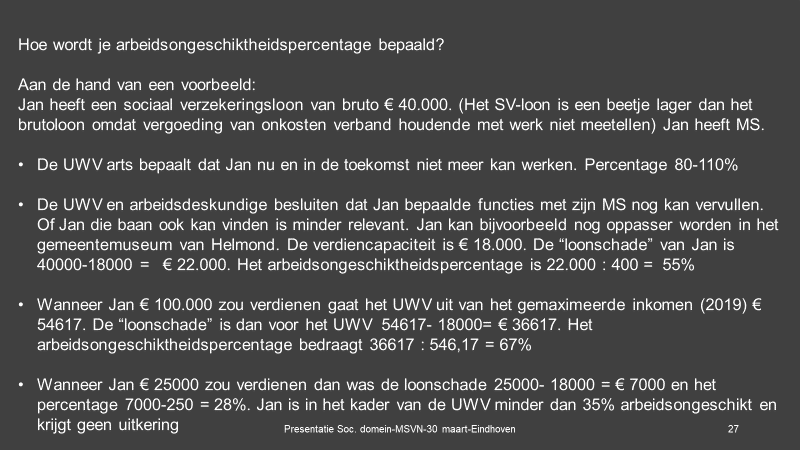 Hoe wordt je arbeidsongeschiktheidspercentage bepaald?
Aan de hand van een voorbeeld:
Jan heeft een sociaal verzekeringsloon van bruto € 40.000. (Het SV-loon is een beetje lager dan het
brutoloon omdat vergoeding van onkosten verband houdende met werk niet meetellen) Jan heeft MS.
• De UWV arts bepaalt dat Jan nu en in de toekomst niet meer kan werken. Percentage 80-110%
• De UWV en arbeidsdeskundige besluiten dat Jan bepaalde functies met zijn MS nog kan vervullen.
Of Jan die baan ook kan vinden is minder relevant. Jan kan bijvoorbeeld nog oppasser worden in het
gemeentemuseum van Helmond. De verdiencapaciteit is € 18.000. De “loonschade” van Jan is
40000-18000 = € 22.000. Het arbeidsongeschiktheidspercentage is 22.000 : 400 = 55%
• Wanneer Jan € 100.000 zou verdienen gaat het UWV uit van het gemaximeerde inkomen (2019) €
54617. De “loonschade” is dan voor het UWV 54617- 18000= € 36617. Het
arbeidsongeschiktheidspercentage bedraagt 36617 : 546,17 = 67%
• Wanneer Jan € 25000 zou verdienen dan was de loonschade 25000- 18000 = € 7000 en het
percentage 7000-250 = 28%. Jan is in het kader van de UWV minder dan 35% arbeidsongeschikt en
krijgt geen uitkering
Presentatie Soc. domein-MSVN-30 maart-Eindhoven 27